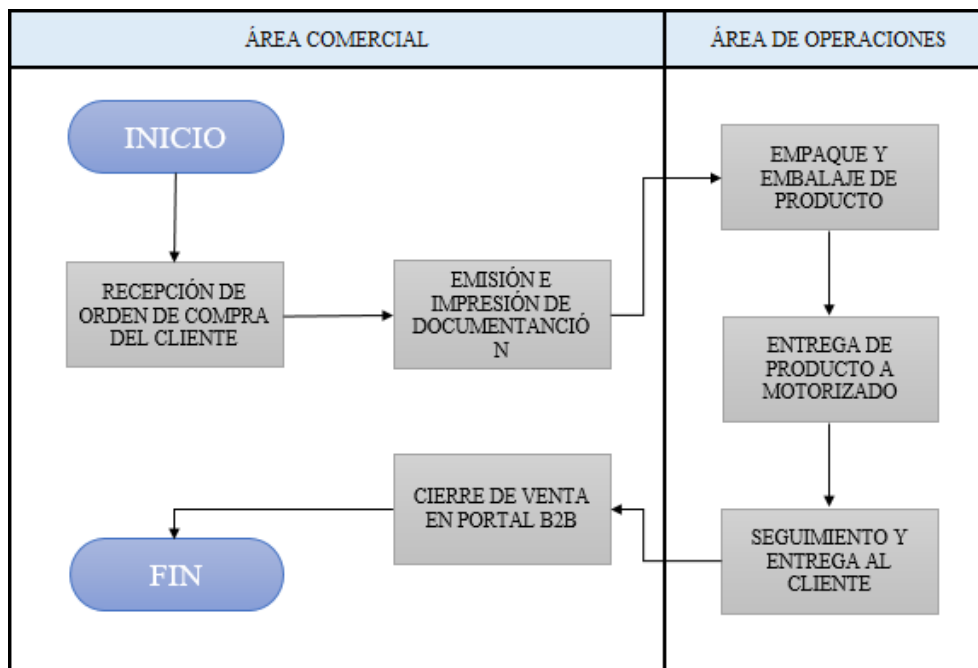 ÁREA COMERCIAL
ÁREA DE OPERACIONES
INICIO
RECEPCIÓN DE
ORDEN DE COMPRA
DEL CLIENTE
EMISIÓN E
IMPRESIÓN DE
DOCUMENTANCIÓ
N
EMPAQUE Y
EMBALAJE DE
PRODUCTO
ENTREGA DE
PRODUCTO A
MOTORIZADO
SEGUIMIENTO Y
ENTREGA AL
CLIENTE
CIERRE DE VENTA
EN PORTAL B2B
FIN